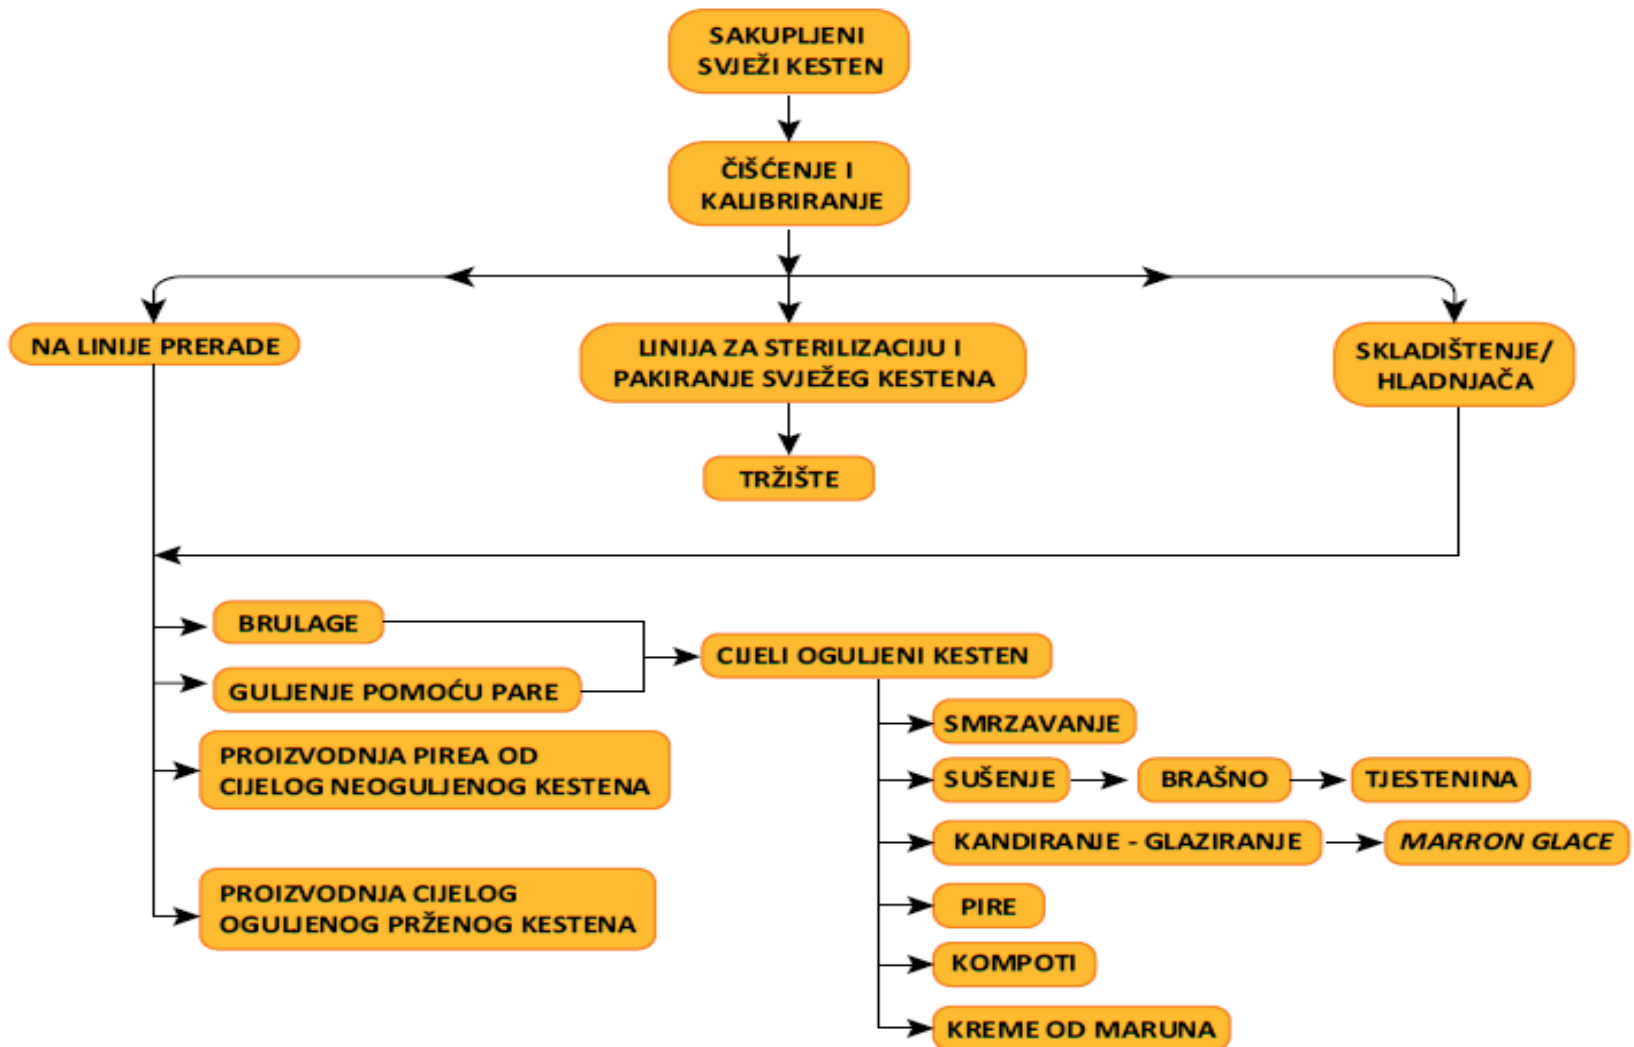 SAKUPLJENI
SVJEŽI KESTEN
ČIŠĆENJE I
KALIBRIRANJE
NA LINIJE PRERADE
LINIJA ZA STERILIZACIJU I
PAKIRANJE SVJEŽEG KESTENA
SKLADIŠTENJE/
HLADNJAČA
TRŽIŠTE
BRULAGE
GULJENJE POMOĆU PARE
CIJELI OGULJENI KESTEN
PROIZVODNJA PIREA OD
CIJELOG NEOGULJENOG KESTENA
PROIZVODNJA CIJELOG
OGULJENOG PRŽENOG KESTENA
SMRZAVANJE
SUŠENJE
BRAŠNO
TJESTENINA
KANDIRANJE - GLAZIRANJE
MARRON GLACE
PIRE
KOMPOTI
KREME OD MARUNA